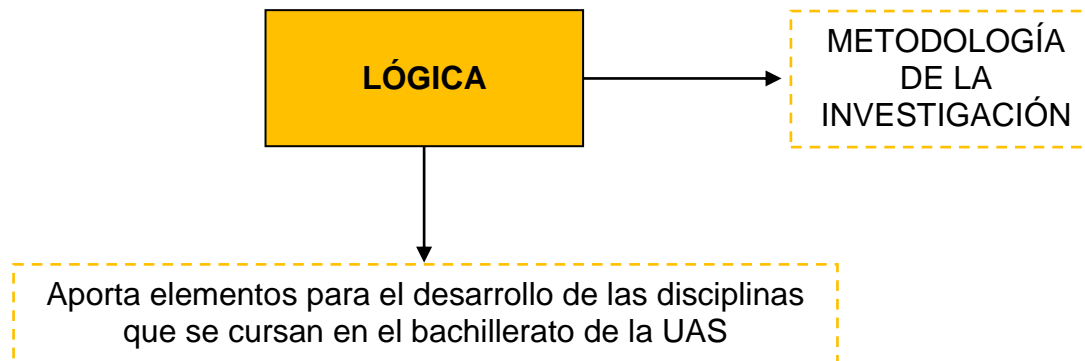 LÓGICA
METODOLOGÍA
DE LA
INVESTIGACIÓN
Aporta elementos para el desarrollo de las disciplinas
que se cursan en el bachillerato de la UAS